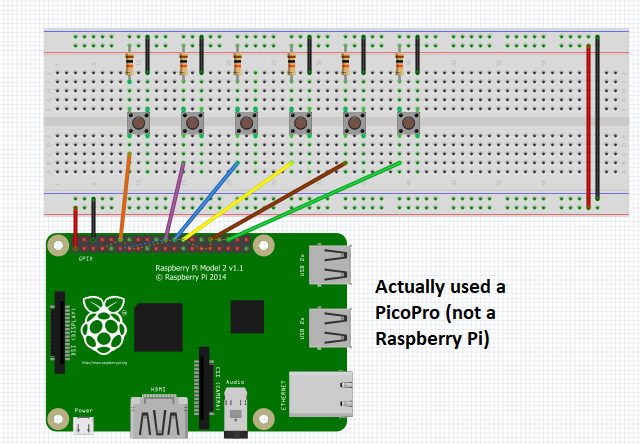 GPIO
Raspberry Pi Model 2 v1.1
© Raspberry Pi 2014
USB 2x
DSI (DISPLAY)
http://www.raspberrypi.org
USB 2x
HDMI
CSI (CAMERA)
Audio
ETHERNET
Power
Actually used a
PicoPro (not a
Raspberry Pi)